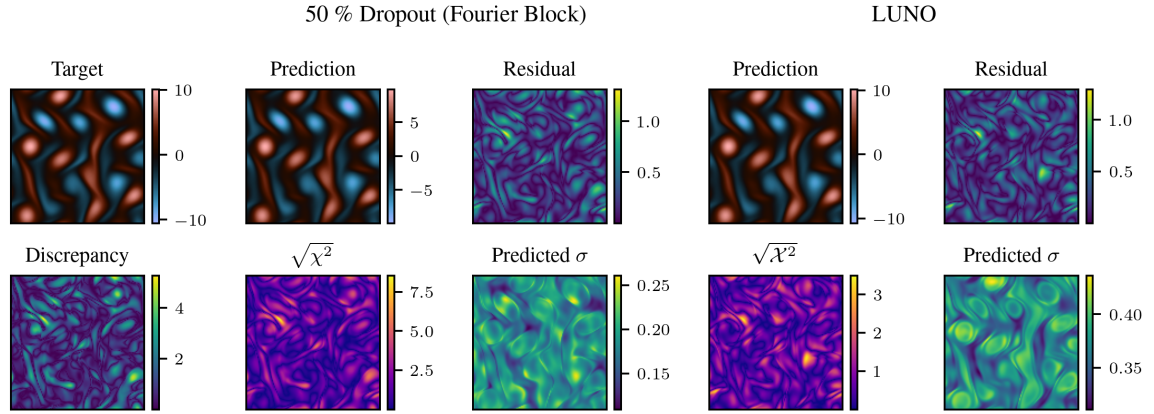 50 % Dropout (Fourier Block)
LUNO
Target
Prediction
Residual
Prediction
Residual
10
0
−10
5
0
−5
1.0
0.5
10
0
−10
1.0
0.5
Discrepancy
√χ²
Predicted σ
√𝒳²
Predicted σ
4
2
7.5
5.0
2.5
0.25
0.20
0.15
3
2
1
0.40
0.35